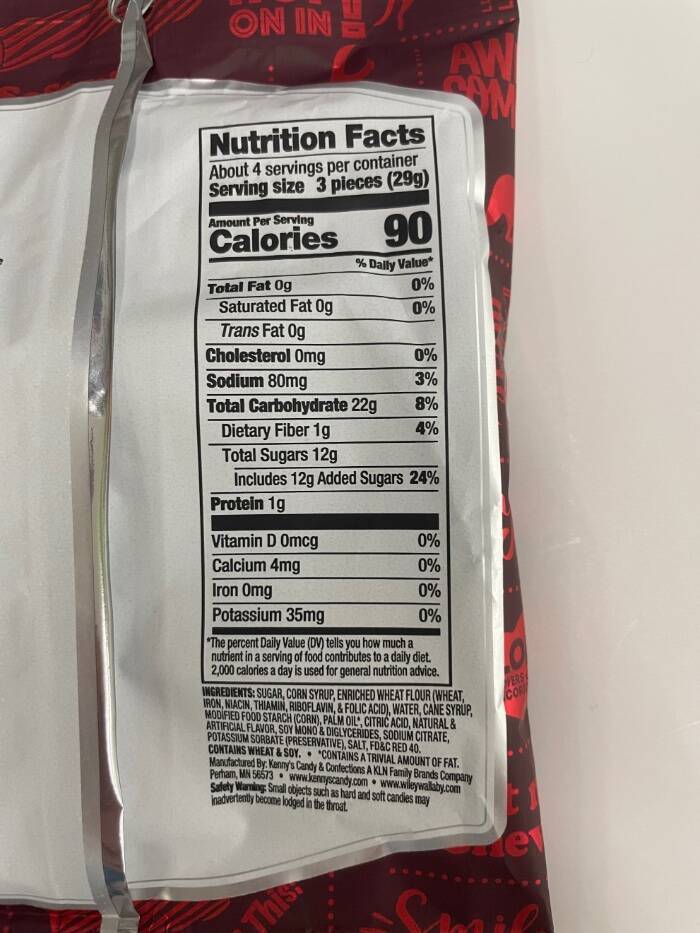 ON IN !
AW
Nutrition Facts
About 4 servings per container
Serving size 3 pieces (29g)
Amount Per Serving
Calories 90
% Daily Value*
Total Fat 0g 0%
Saturated Fat 0g 0%
Trans Fat 0g
Cholesterol 0mg 0%
Sodium 80mg 3%
Total Carbohydrate 22g 8%
Dietary Fiber 1g 4%
Total Sugars 12g
Includes 12g Added Sugars 24%
Protein 1g
Vitamin D 0mcg 0%
Calcium 4mg 0%
Iron 0mg 0%
Potassium 35mg 0%
*The percent Daily Value (DV) tells you how much a
nutrient in a serving of food contributes to a daily diet.
2,000 calories a day is used for general nutrition advice.
INGREDIENTS: SUGAR, CORN SYRUP, ENRICHED WHEAT FLOUR (WHEAT,
IRON, NIACIN, THIAMIN, RIBOFLAVIN, & FOLIC ACID), WATER, CANE SYRUP,
MODIFIED FOOD STARCH (CORN), PALM OIL*, CITRIC ACID, NATURAL &
ARTIFICIAL FLAVOR, SOY MONO & DIGLYCERIDES, SODIUM CITRATE,
POTASSIUM SORBATE (PRESERVATIVE), SALT, FD&C RED 40.
CONTAINS WHEAT & SOY. • *CONTAINS A TRIVIAL AMOUNT OF FAT.
Manufactured By: Kenny's Candy & Confections A KLN Family Brands Company
Perham, MN 56573 • www.kennyscandy.com • www.wileywallaby.com
Safety Warning: Small objects such as hard and soft candies may
inadvertently become lodged in the throat.
This!